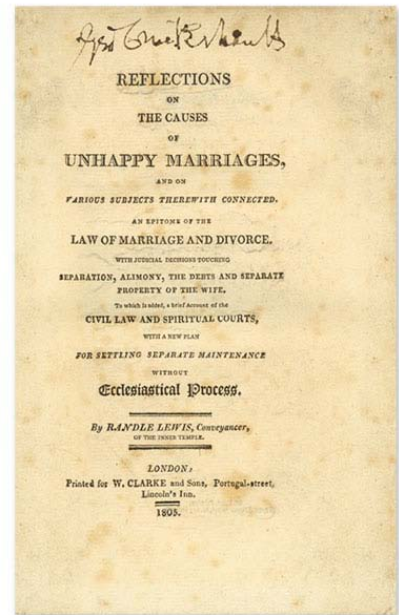 REFLECTIONS
ON
THE CAUSES
OF
UNHAPPY MARRIAGES,
AND ON
VARIOUS SUBJECTS THEREWITH CONNECTED.
AN EPITOME OF THE
LAW OF MARRIAGE AND DIVORCE.
WITH JUDICIAL DECISIONS TOUCHING
SEPARATION, ALIMONY, THE DEBTS AND SEPARATE
PROPERTY OF THE WIFE.
To which is added, a brief Account of the
CIVIL LAW AND SPIRITUAL COURTS,
WITH A NEW PLAN
FOR SETTLING SEPARATE MAINTENANCE
WITHOUT
Ecclesiastical Process.
By RANDLE LEWIS, Conveyancer,
OF THE INNER TEMPLE.
LONDON:
Printed for W. CLARKE and Sons, Portugal-street,
Lincoln's Inn.
1805.